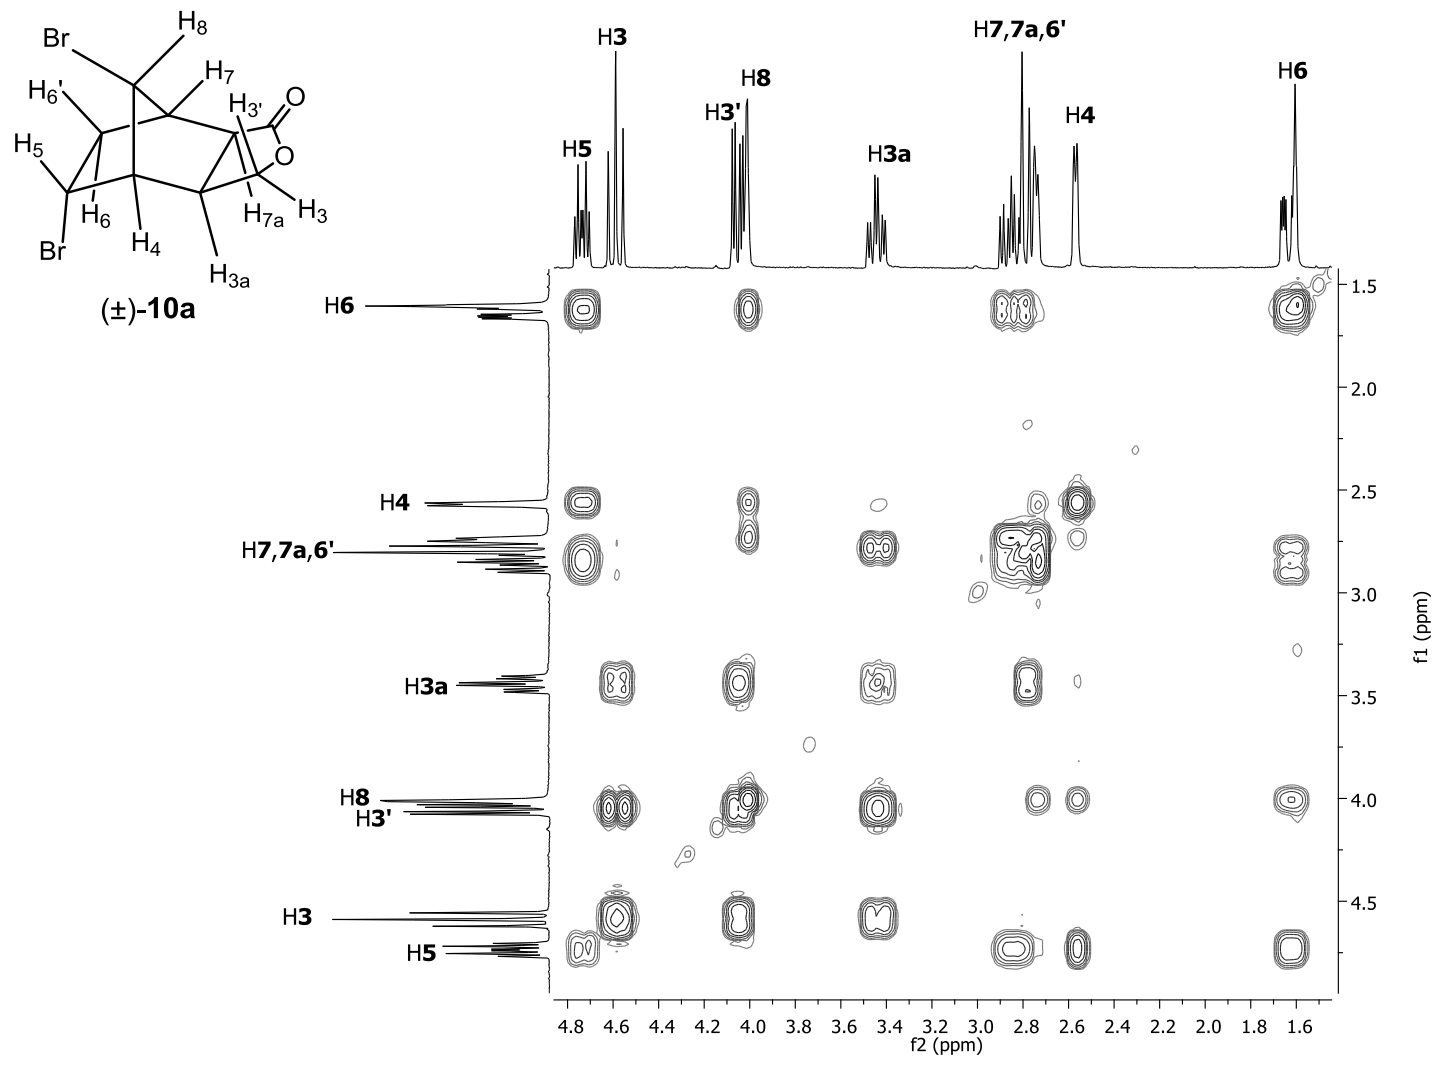 H8
Br
H7
H6'
H3'
O
H5
O
H6
H7a
H3
Br
H4
H3a
(±)-10a
H3
H7,7a,6'
H8
H6
H3'
H4
H5
H3a
H6
H4
H7,7a,6'
H3a
H8
H3'
H3
H5
1.5
2.0
2.5
3.0
3.5
4.0
4.5
f1 (ppm)
4.8 4.6 4.4 4.2 4.0 3.8 3.6 3.4 3.2 3.0 2.8 2.6 2.4 2.2 2.0 1.8 1.6
f2 (ppm)